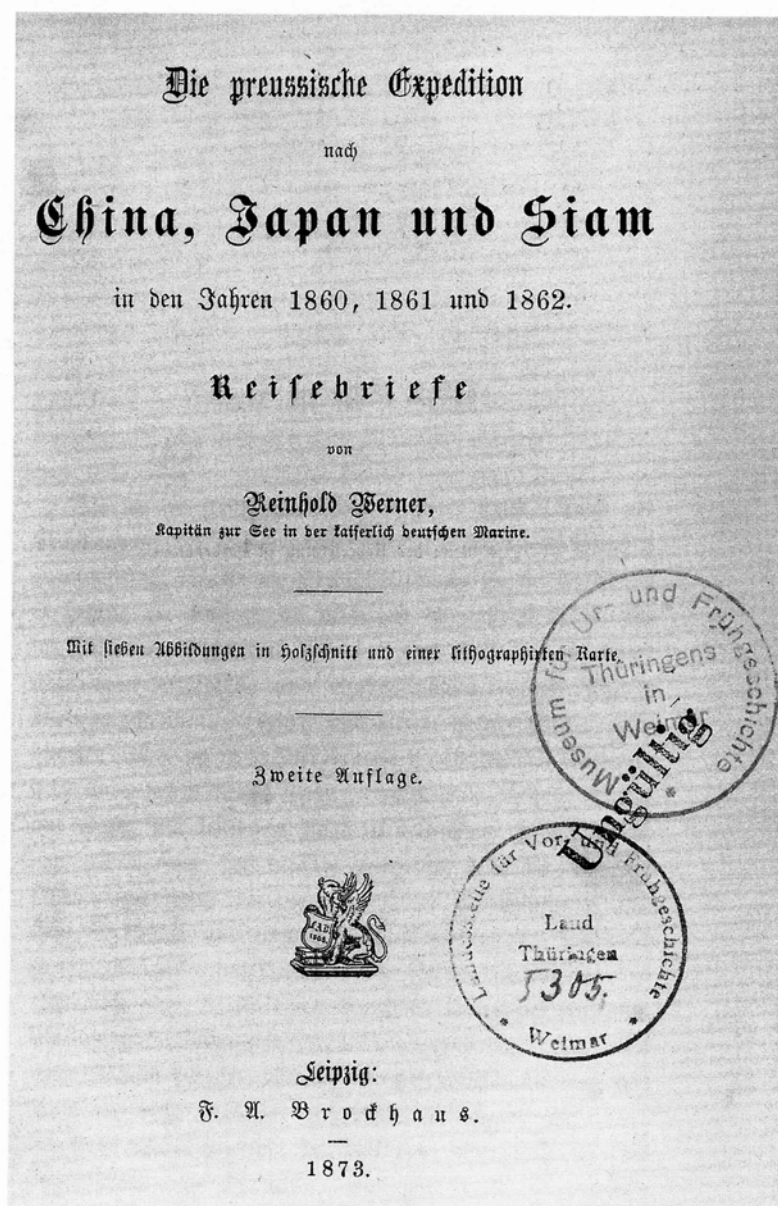 Die preussische Expedition
nach
China, Japan und Siam
in den Jahren 1860, 1861 und 1862.
Reisebriefe
von
Reinhold Werner,
Kapitän zur See in der kaiserlich deutschen Marine.
Mit sieben Abbildungen in Holzschnitt und einer lithographirten Karte.
Zweite Auflage.
Museum für Ur- und Frühgeschichte
Thüringens
in
Weimar
Ungültig
Landesstelle für Vor- und Frühgeschichte
Land
Thüringen
5305.
Weimar
F.A.B.
Leipzig:
F. A. Brockhaus.
1873.